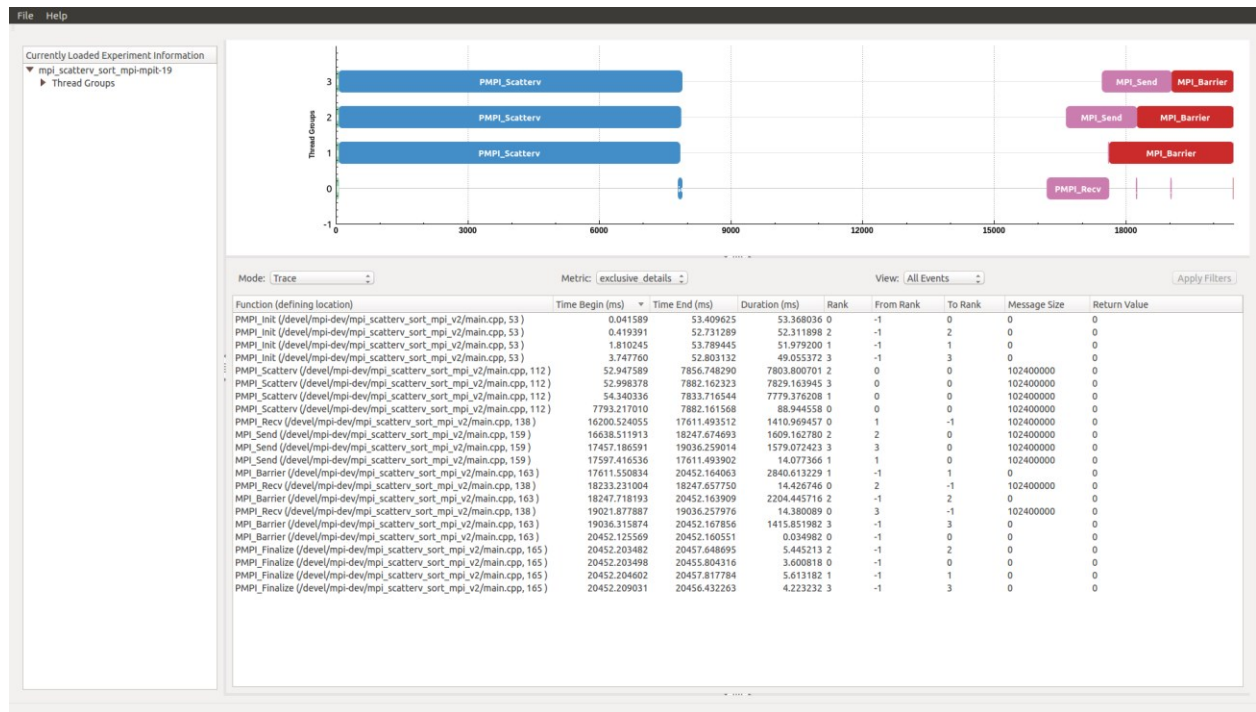 File Help
Currently Loaded Experiment Information
mpi_scatterv_sort_mpi-mpit-19
Thread Groups
Thread Groups
3 PMPI_Scatterv MPI_Send MPI_Barrier
2 PMPI_Scatterv MPI_Send MPI_Barrier
1 PMPI_Scatterv MPI_Barrier
0 PMPI_Recv
-1
0 3000 6000 9000 12000 15000 18000
Mode: Trace Metric: exclusive_details View: All Events Apply Filters
Function (defining location) Time Begin (ms) Time End (ms) Duration (ms) Rank From Rank To Rank Message Size Return Value
PMPI_Init (/devel/mpi-dev/mpi_scatterv_sort_mpi_v2/main.cpp, 53 ) 0.041589 53.409625 53.368036 0 -1 0 0 0
PMPI_Init (/devel/mpi-dev/mpi_scatterv_sort_mpi_v2/main.cpp, 53 ) 0.419391 52.731289 52.311898 2 -1 2 0 0
PMPI_Init (/devel/mpi-dev/mpi_scatterv_sort_mpi_v2/main.cpp, 53 ) 1.810245 53.789445 51.979200 1 -1 1 0 0
PMPI_Init (/devel/mpi-dev/mpi_scatterv_sort_mpi_v2/main.cpp, 53 ) 3.747760 52.803132 49.055372 3 -1 3 0 0
PMPI_Scatterv (/devel/mpi-dev/mpi_scatterv_sort_mpi_v2/main.cpp, 112 ) 52.947589 7856.748290 7803.800701 2 0 0 102400000 0
PMPI_Scatterv (/devel/mpi-dev/mpi_scatterv_sort_mpi_v2/main.cpp, 112 ) 52.998378 7882.162323 7829.163945 3 0 0 102400000 0
PMPI_Scatterv (/devel/mpi-dev/mpi_scatterv_sort_mpi_v2/main.cpp, 112 ) 54.340336 7833.716544 7779.376208 1 0 0 102400000 0
PMPI_Scatterv (/devel/mpi-dev/mpi_scatterv_sort_mpi_v2/main.cpp, 112 ) 7793.217010 7882.161568 88.944558 0 0 0 102400000 0
PMPI_Recv (/devel/mpi-dev/mpi_scatterv_sort_mpi_v2/main.cpp, 138 ) 16200.524055 17611.493512 1410.969457 0 1 -1 102400000 0
MPI_Send (/devel/mpi-dev/mpi_scatterv_sort_mpi_v2/main.cpp, 159 ) 16638.511913 18247.674693 1609.162780 2 2 0 102400000 0
MPI_Send (/devel/mpi-dev/mpi_scatterv_sort_mpi_v2/main.cpp, 159 ) 17457.186591 19036.259014 1579.072423 3 3 0 102400000 0
MPI_Send (/devel/mpi-dev/mpi_scatterv_sort_mpi_v2/main.cpp, 159 ) 17597.416536 17611.493902 14.077366 1 1 0 102400000 0
MPI_Barrier (/devel/mpi-dev/mpi_scatterv_sort_mpi_v2/main.cpp, 163 ) 17611.550834 20452.164063 2840.613229 1 -1 1 0 0
PMPI_Recv (/devel/mpi-dev/mpi_scatterv_sort_mpi_v2/main.cpp, 138 ) 18233.231004 18247.657750 14.426746 0 2 -1 102400000 0
MPI_Barrier (/devel/mpi-dev/mpi_scatterv_sort_mpi_v2/main.cpp, 163 ) 18247.718193 20452.163909 2204.445716 2 -1 2 0 0
PMPI_Recv (/devel/mpi-dev/mpi_scatterv_sort_mpi_v2/main.cpp, 138 ) 19021.877887 19036.257976 14.380089 0 3 -1 102400000 0
MPI_Barrier (/devel/mpi-dev/mpi_scatterv_sort_mpi_v2/main.cpp, 163 ) 19036.315874 20452.167856 1415.851982 3 -1 3 0 0
MPI_Barrier (/devel/mpi-dev/mpi_scatterv_sort_mpi_v2/main.cpp, 163 ) 20452.125569 20452.160551 0.034982 0 -1 0 0 0
PMPI_Finalize (/devel/mpi-dev/mpi_scatterv_sort_mpi_v2/main.cpp, 165 ) 20452.203482 20457.648695 5.445213 2 -1 2 0 0
PMPI_Finalize (/devel/mpi-dev/mpi_scatterv_sort_mpi_v2/main.cpp, 165 ) 20452.203498 20455.804316 3.600818 0 -1 0 0 0
PMPI_Finalize (/devel/mpi-dev/mpi_scatterv_sort_mpi_v2/main.cpp, 165 ) 20452.204602 20457.817784 5.613182 1 -1 1 0 0
PMPI_Finalize (/devel/mpi-dev/mpi_scatterv_sort_mpi_v2/main.cpp, 165 ) 20452.209031 20456.432263 4.223232 3 -1 3 0 0